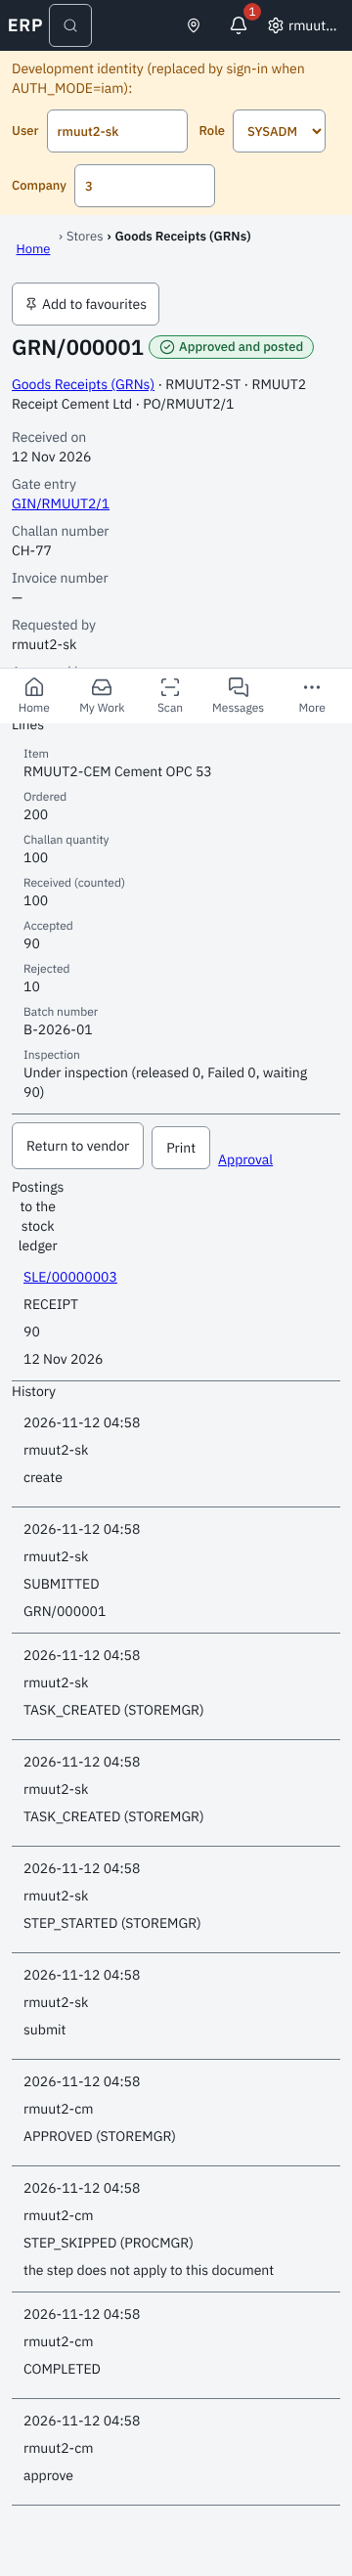 ERP
1
rmuut...
Development identity (replaced by sign-in when
AUTH_MODE=iam):
User
rmuut2-sk
Role
SYSADM
Company
3
Home
› Stores › Goods Receipts (GRNs)
Add to favourites
GRN/000001
Approved and posted
Goods Receipts (GRNs) · RMUUT2-ST · RMUUT2
Receipt Cement Ltd · PO/RMUUT2/1
Received on
12 Nov 2026
Gate entry
GIN/RMUUT2/1
Challan number
CH-77
Invoice number
—
Requested by
rmuut2-sk
Home
My Work
Scan
Messages
More
Lines
Item
RMUUT2-CEM Cement OPC 53
Ordered
200
Challan quantity
100
Received (counted)
100
Accepted
90
Rejected
10
Batch number
B-2026-01
Inspection
Under inspection (released 0, Failed 0, waiting
90)
Return to vendor
Print
Approval
Postings
to the
stock
ledger
SLE/00000003
RECEIPT
90
12 Nov 2026
History
2026-11-12 04:58
rmuut2-sk
create
2026-11-12 04:58
rmuut2-sk
SUBMITTED
GRN/000001
2026-11-12 04:58
rmuut2-sk
TASK_CREATED (STOREMGR)
2026-11-12 04:58
rmuut2-sk
TASK_CREATED (STOREMGR)
2026-11-12 04:58
rmuut2-sk
STEP_STARTED (STOREMGR)
2026-11-12 04:58
rmuut2-sk
submit
2026-11-12 04:58
rmuut2-cm
APPROVED (STOREMGR)
2026-11-12 04:58
rmuut2-cm
STEP_SKIPPED (PROCMGR)
the step does not apply to this document
2026-11-12 04:58
rmuut2-cm
COMPLETED
2026-11-12 04:58
rmuut2-cm
approve